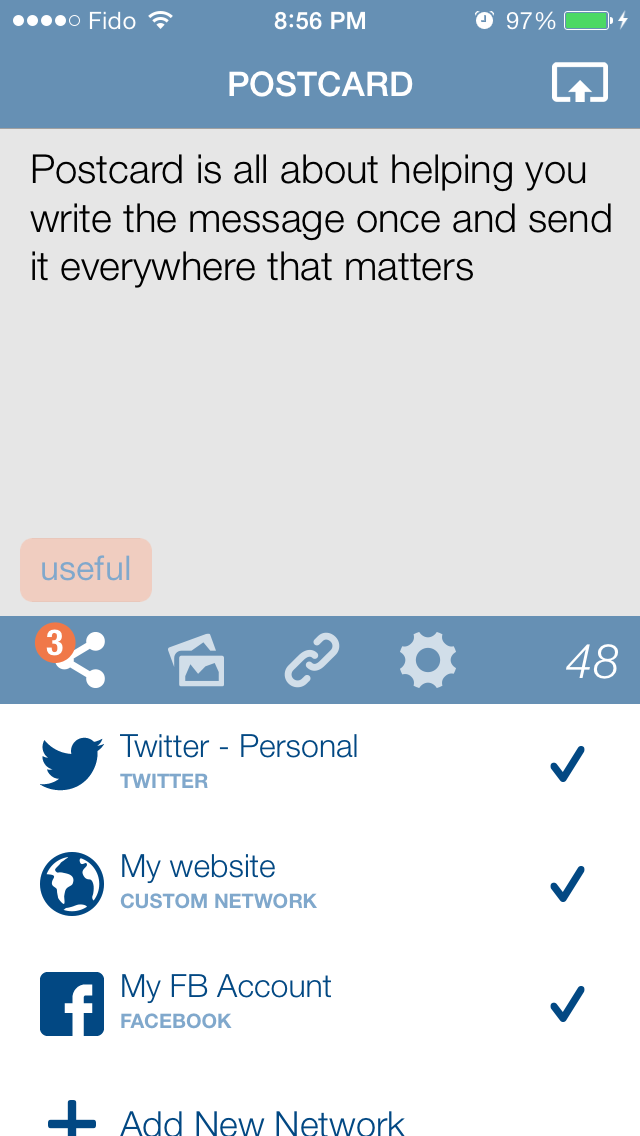 Fido 8:56 PM 97%
POSTCARD
Postcard is all about helping you
write the message once and send
it everywhere that matters
useful
3 48
Twitter - Personal
TWITTER
My website
CUSTOM NETWORK
My FB Account
FACEBOOK
Add New Network